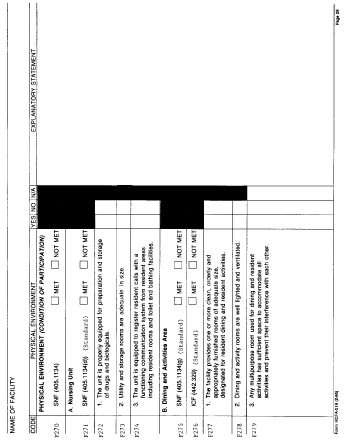 NAME OF FACILITY
PHYSICAL ENVIRONMENT
CODE
YES NO N/A
EXPLANATORY STATEMENT
PHYSICAL ENVIRONMENT (CONDITION OF PARTICIPATION)
F270 SNF (405.1134) MET NOT MET
A. Nursing Unit
F271 SNF (405.1134(d)) (Standard) MET NOT MET
F272 1. The unit is properly equipped for preparation and storage
of drugs and biologicals.
F273 2. Utility and storage rooms are adequate in size.
F274 3. The unit is equipped to register resident calls with a
functioning communication system from resident areas
including resident rooms and toilet and bathing facilities.
B. Dining and Activities Area
F275 SNF (405.1134(g)) (Standard) MET NOT MET
F276 ICF (442.329) (Standard) MET NOT MET
F277 1. The facility provides one or more clean, orderly and
appropriately furnished rooms of adequate size,
designated for resident dining and resident activities.
F278 2. Dining and activity rooms are well lighted and ventilated.
F279 3. Any multipurpose room used for dining and resident
activities has sufficient space to accommodate all
activities and prevent their interference with each other.
Page 28